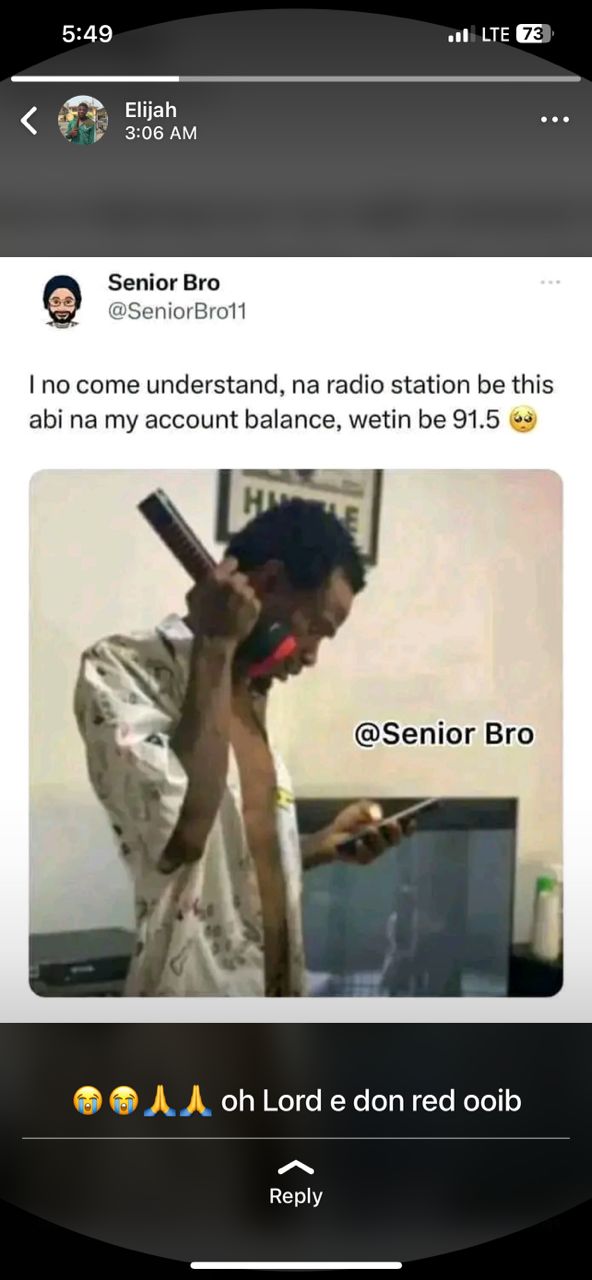 5:49
LTE 73
Elijah
3:06 AM
Senior Bro
@SeniorBro11
I no come understand, na radio station be this
abi na my account balance, wetin be 91.5 🥺
HUSTLE
@Senior Bro
😭😭🙏🙏 oh Lord e don red ooib
Reply